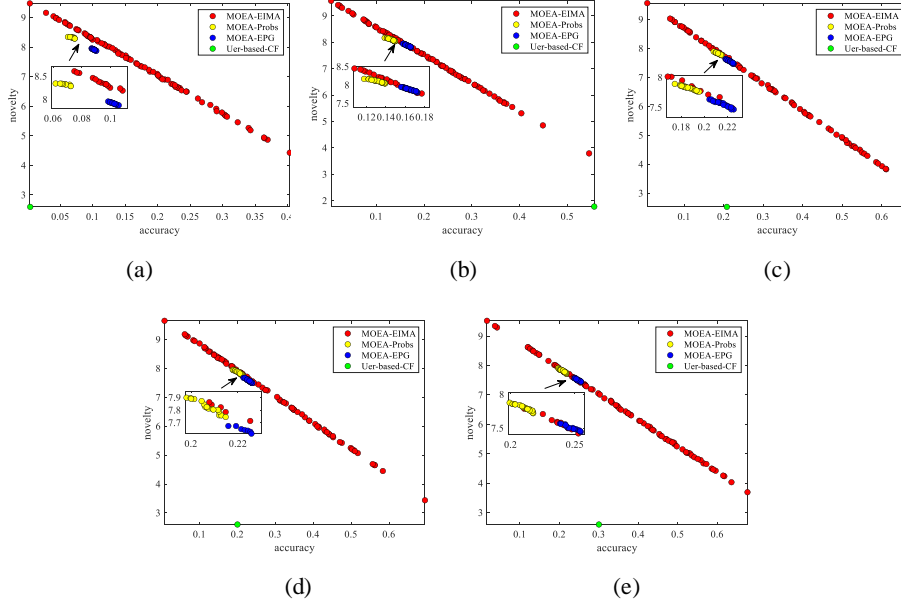 9
8
7
6
5
4
3
novelty
0.05
0.1
0.15
0.2
0.25
0.3
0.35
0.4
accuracy
MOEA-EIMA
MOEA-Probs
MOEA-EPG
Uer-based-CF
8.5
8
0.06
0.08
0.1
(a)
9
8
7
6
5
4
3
2
novelty
0.1
0.2
0.3
0.4
0.5
accuracy
MOEA-EIMA
MOEA-Probs
MOEA-EPG
Uer-based-CF
8.5
8
7.5
0.12
0.14
0.16
0.18
(b)
9
8
7
6
5
4
3
novelty
0.1
0.2
0.3
0.4
0.5
0.6
accuracy
MOEA-EIMA
MOEA-Probs
MOEA-EPG
Uer-based-CF
8
7.5
0.18
0.2
0.22
(c)
9
8
7
6
5
4
3
novelty
0.1
0.2
0.3
0.4
0.5
0.6
accuracy
MOEA-EIMA
MOEA-Probs
MOEA-EPG
Uer-based-CF
7.9
7.8
7.7
0.2
0.22
(d)
9
8
7
6
5
4
3
novelty
0.1
0.2
0.3
0.4
0.5
0.6
accuracy
MOEA-EIMA
MOEA-Probs
MOEA-EPG
Uer-based-CF
8
7.5
0.2
0.25
(e)